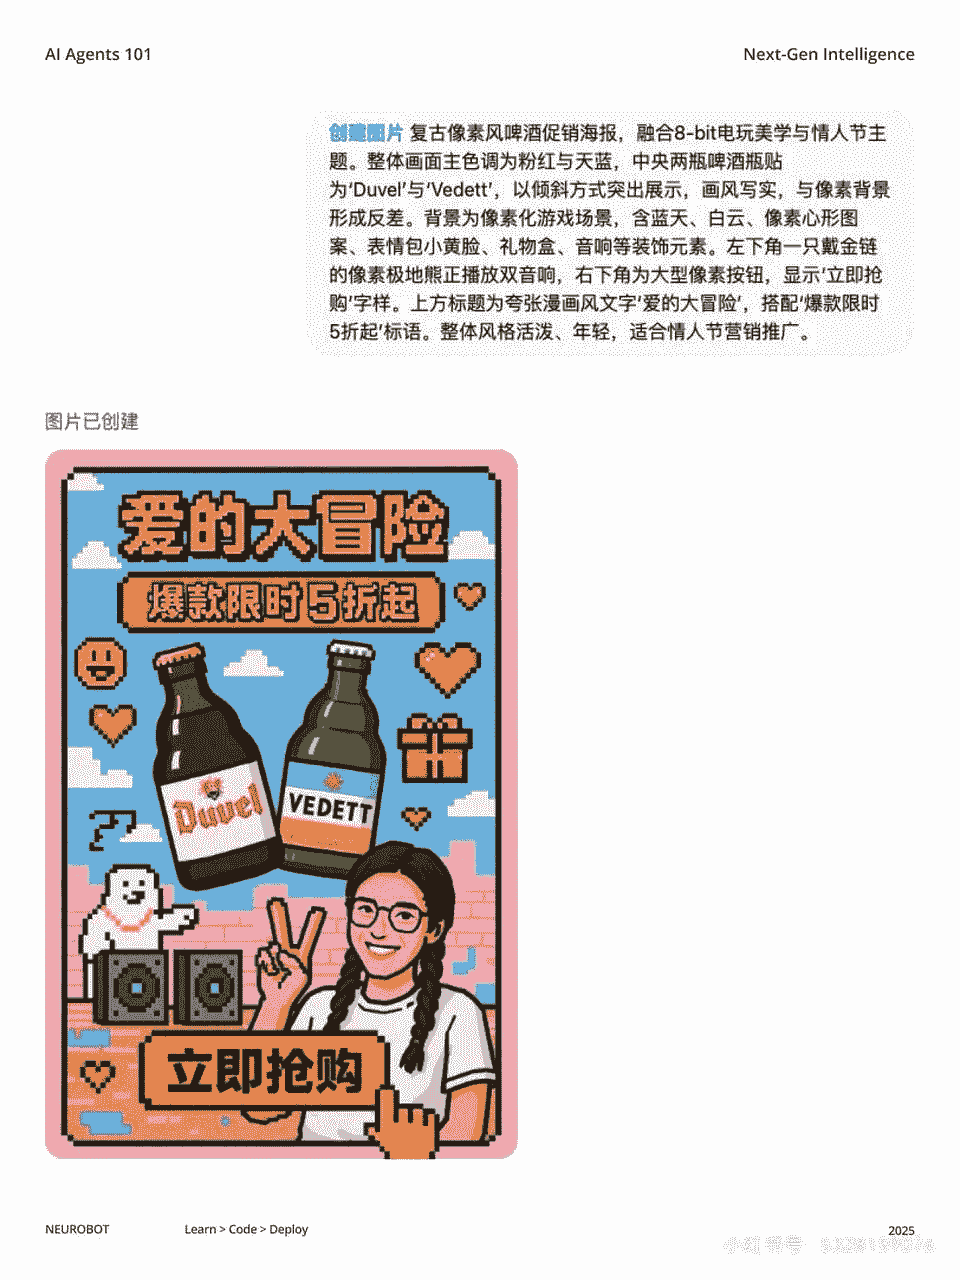 AI Agents 101
Next-Gen Intelligence
创建图片 复古像素风啤酒促销海报，融合8-bit电玩美学与情人节主
题。整体画面主色调为粉红与天蓝，中央两瓶啤酒瓶贴
为‘Duvel’与‘Vedett’，以倾斜方式突出展示，画风写实，与像素背景
形成反差。背景为像素化游戏场景，含蓝天、白云、像素心形图
案、表情包小黄脸、礼物盒、音响等装饰元素。左下角一只戴金链
的像素极地熊正播放双音响，右下角为大型像素按钮，显示‘立即抢
购’字样。上方标题为夸张漫画风文字‘爱的大冒险’，搭配‘爆款限时
5折起’标语。整体风格活泼、年轻，适合情人节营销推广。
图片已创建
爱的大冒险
爆款限时5折起
Duvel
VEDETT
立即抢购
NEUROBOT
Learn > Code > Deploy
2025
小红书号